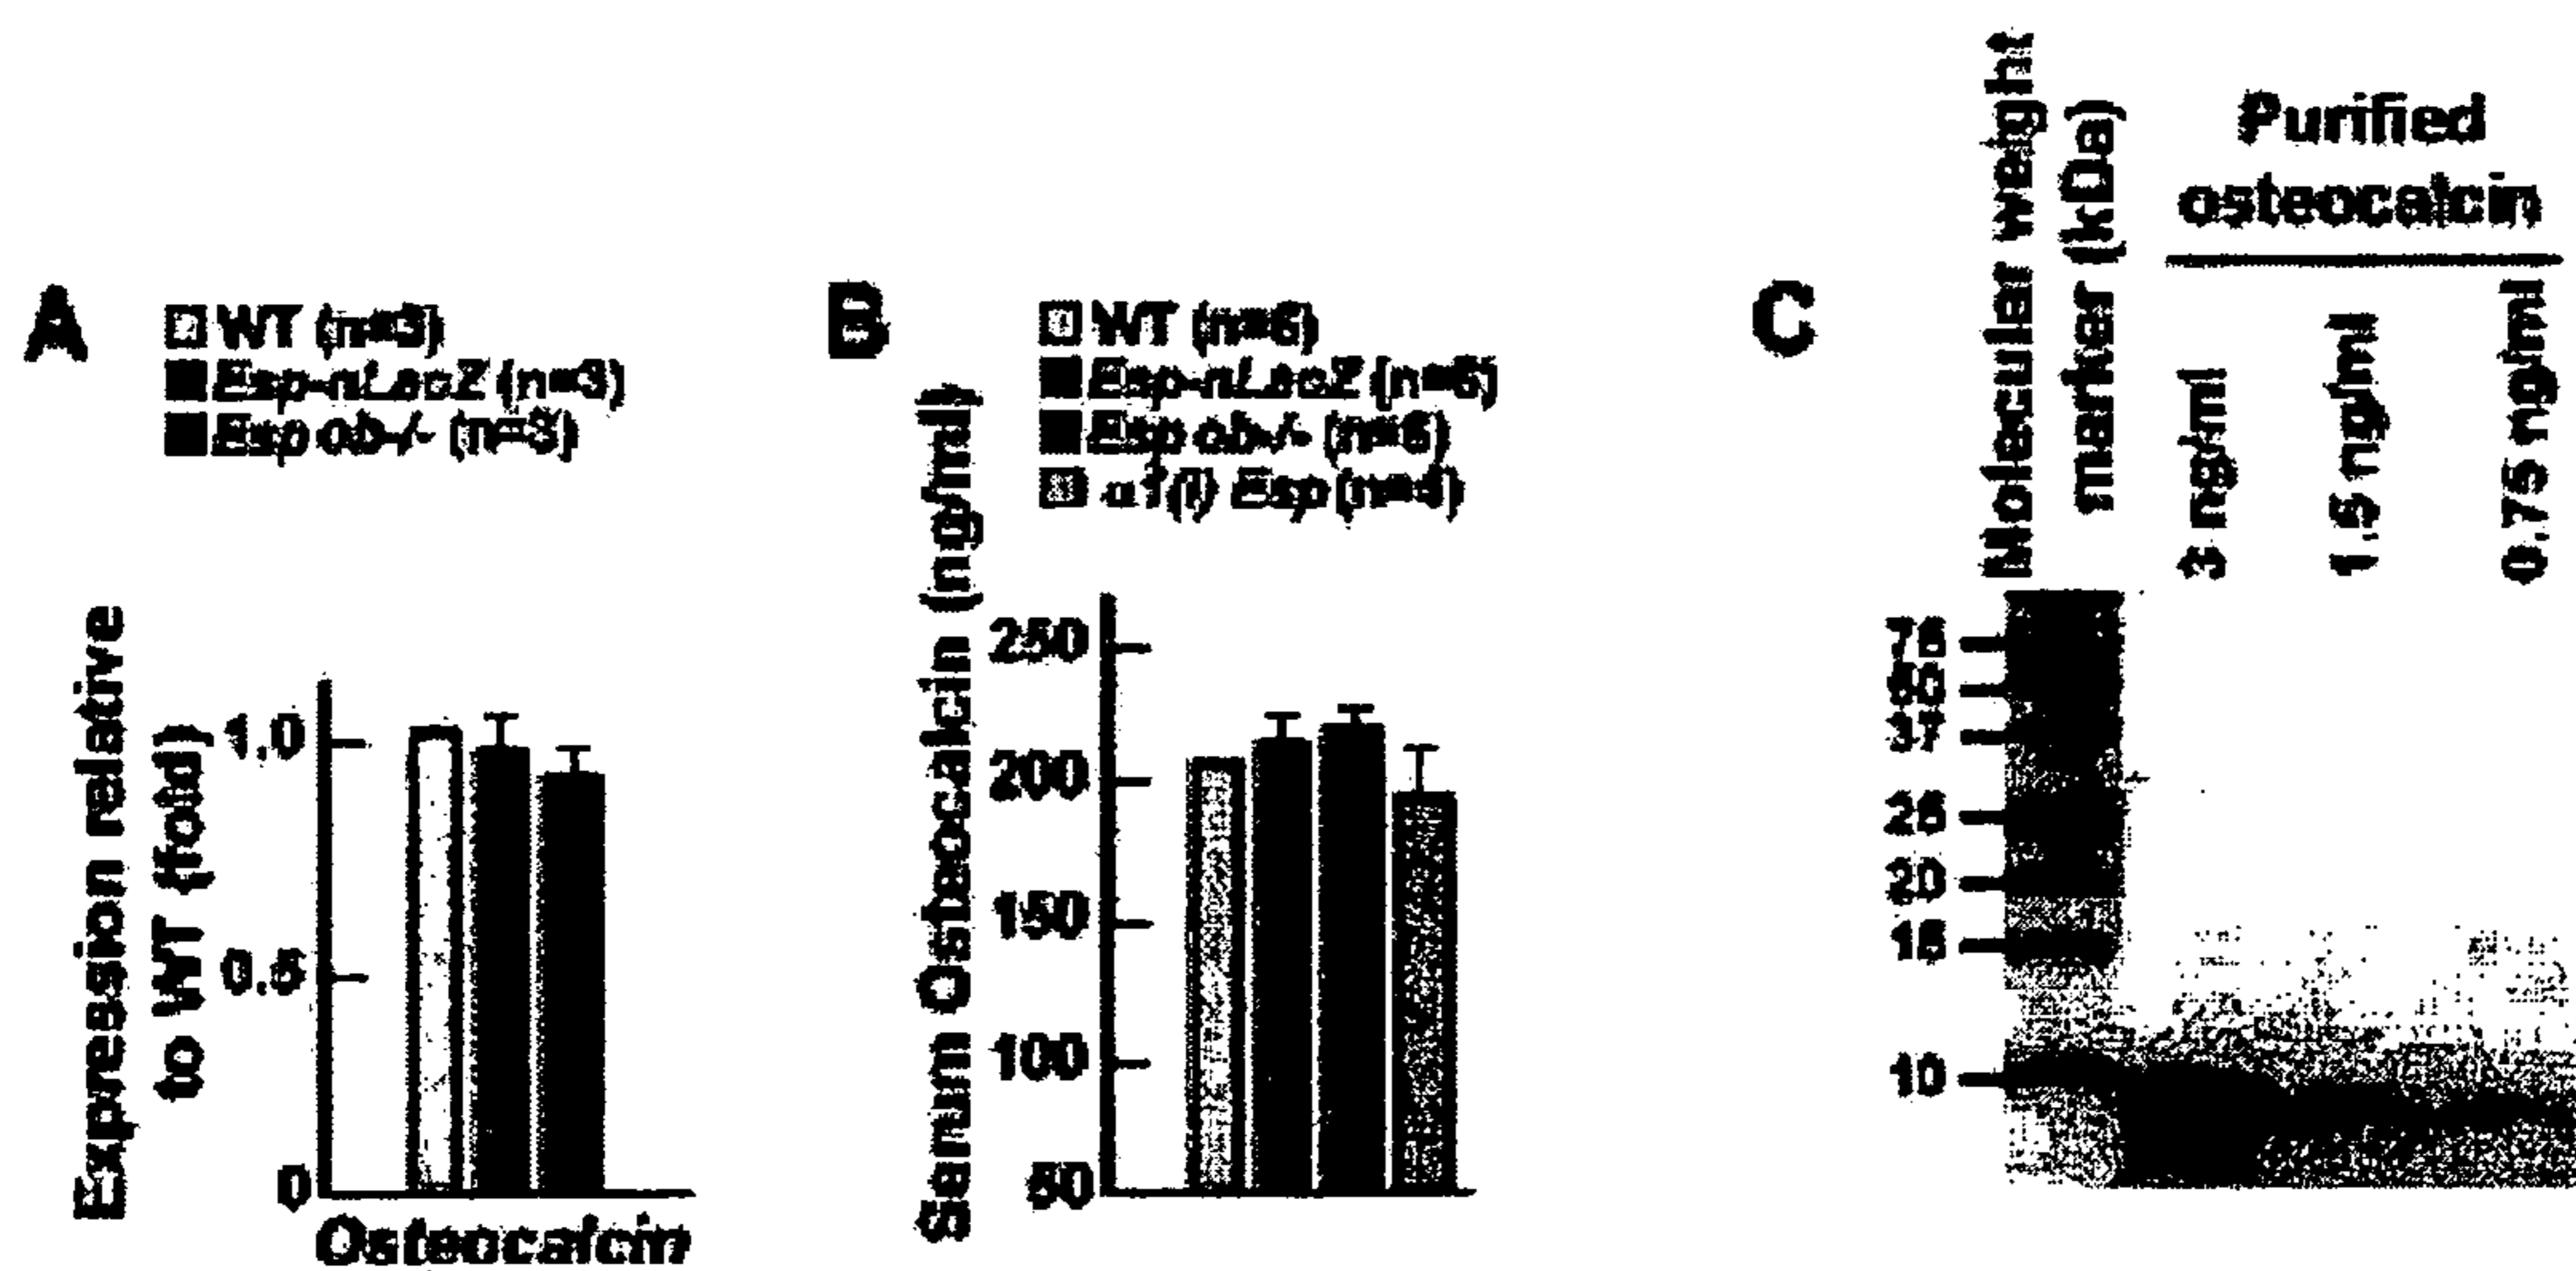 A
WT (n=3)
Esp-nLacZ (n=3)
Esp ob-/- (n=3)
Expression relative
to WT (fold)
1.0
0.5
0
Osteocalcin
B
WT (n=6)
Esp-nLacZ (n=6)
Esp ob-/- (n=6)
α1(I) Esp (n=4)
Serum Osteocalcin (ng/ml)
250
200
150
100
50
C
Molecular weight
marker (kDa)
Purified
osteocalcin
3 ng/ml
1.5 ng/ml
0.75 ng/ml
75
50
37
25
20
15
10